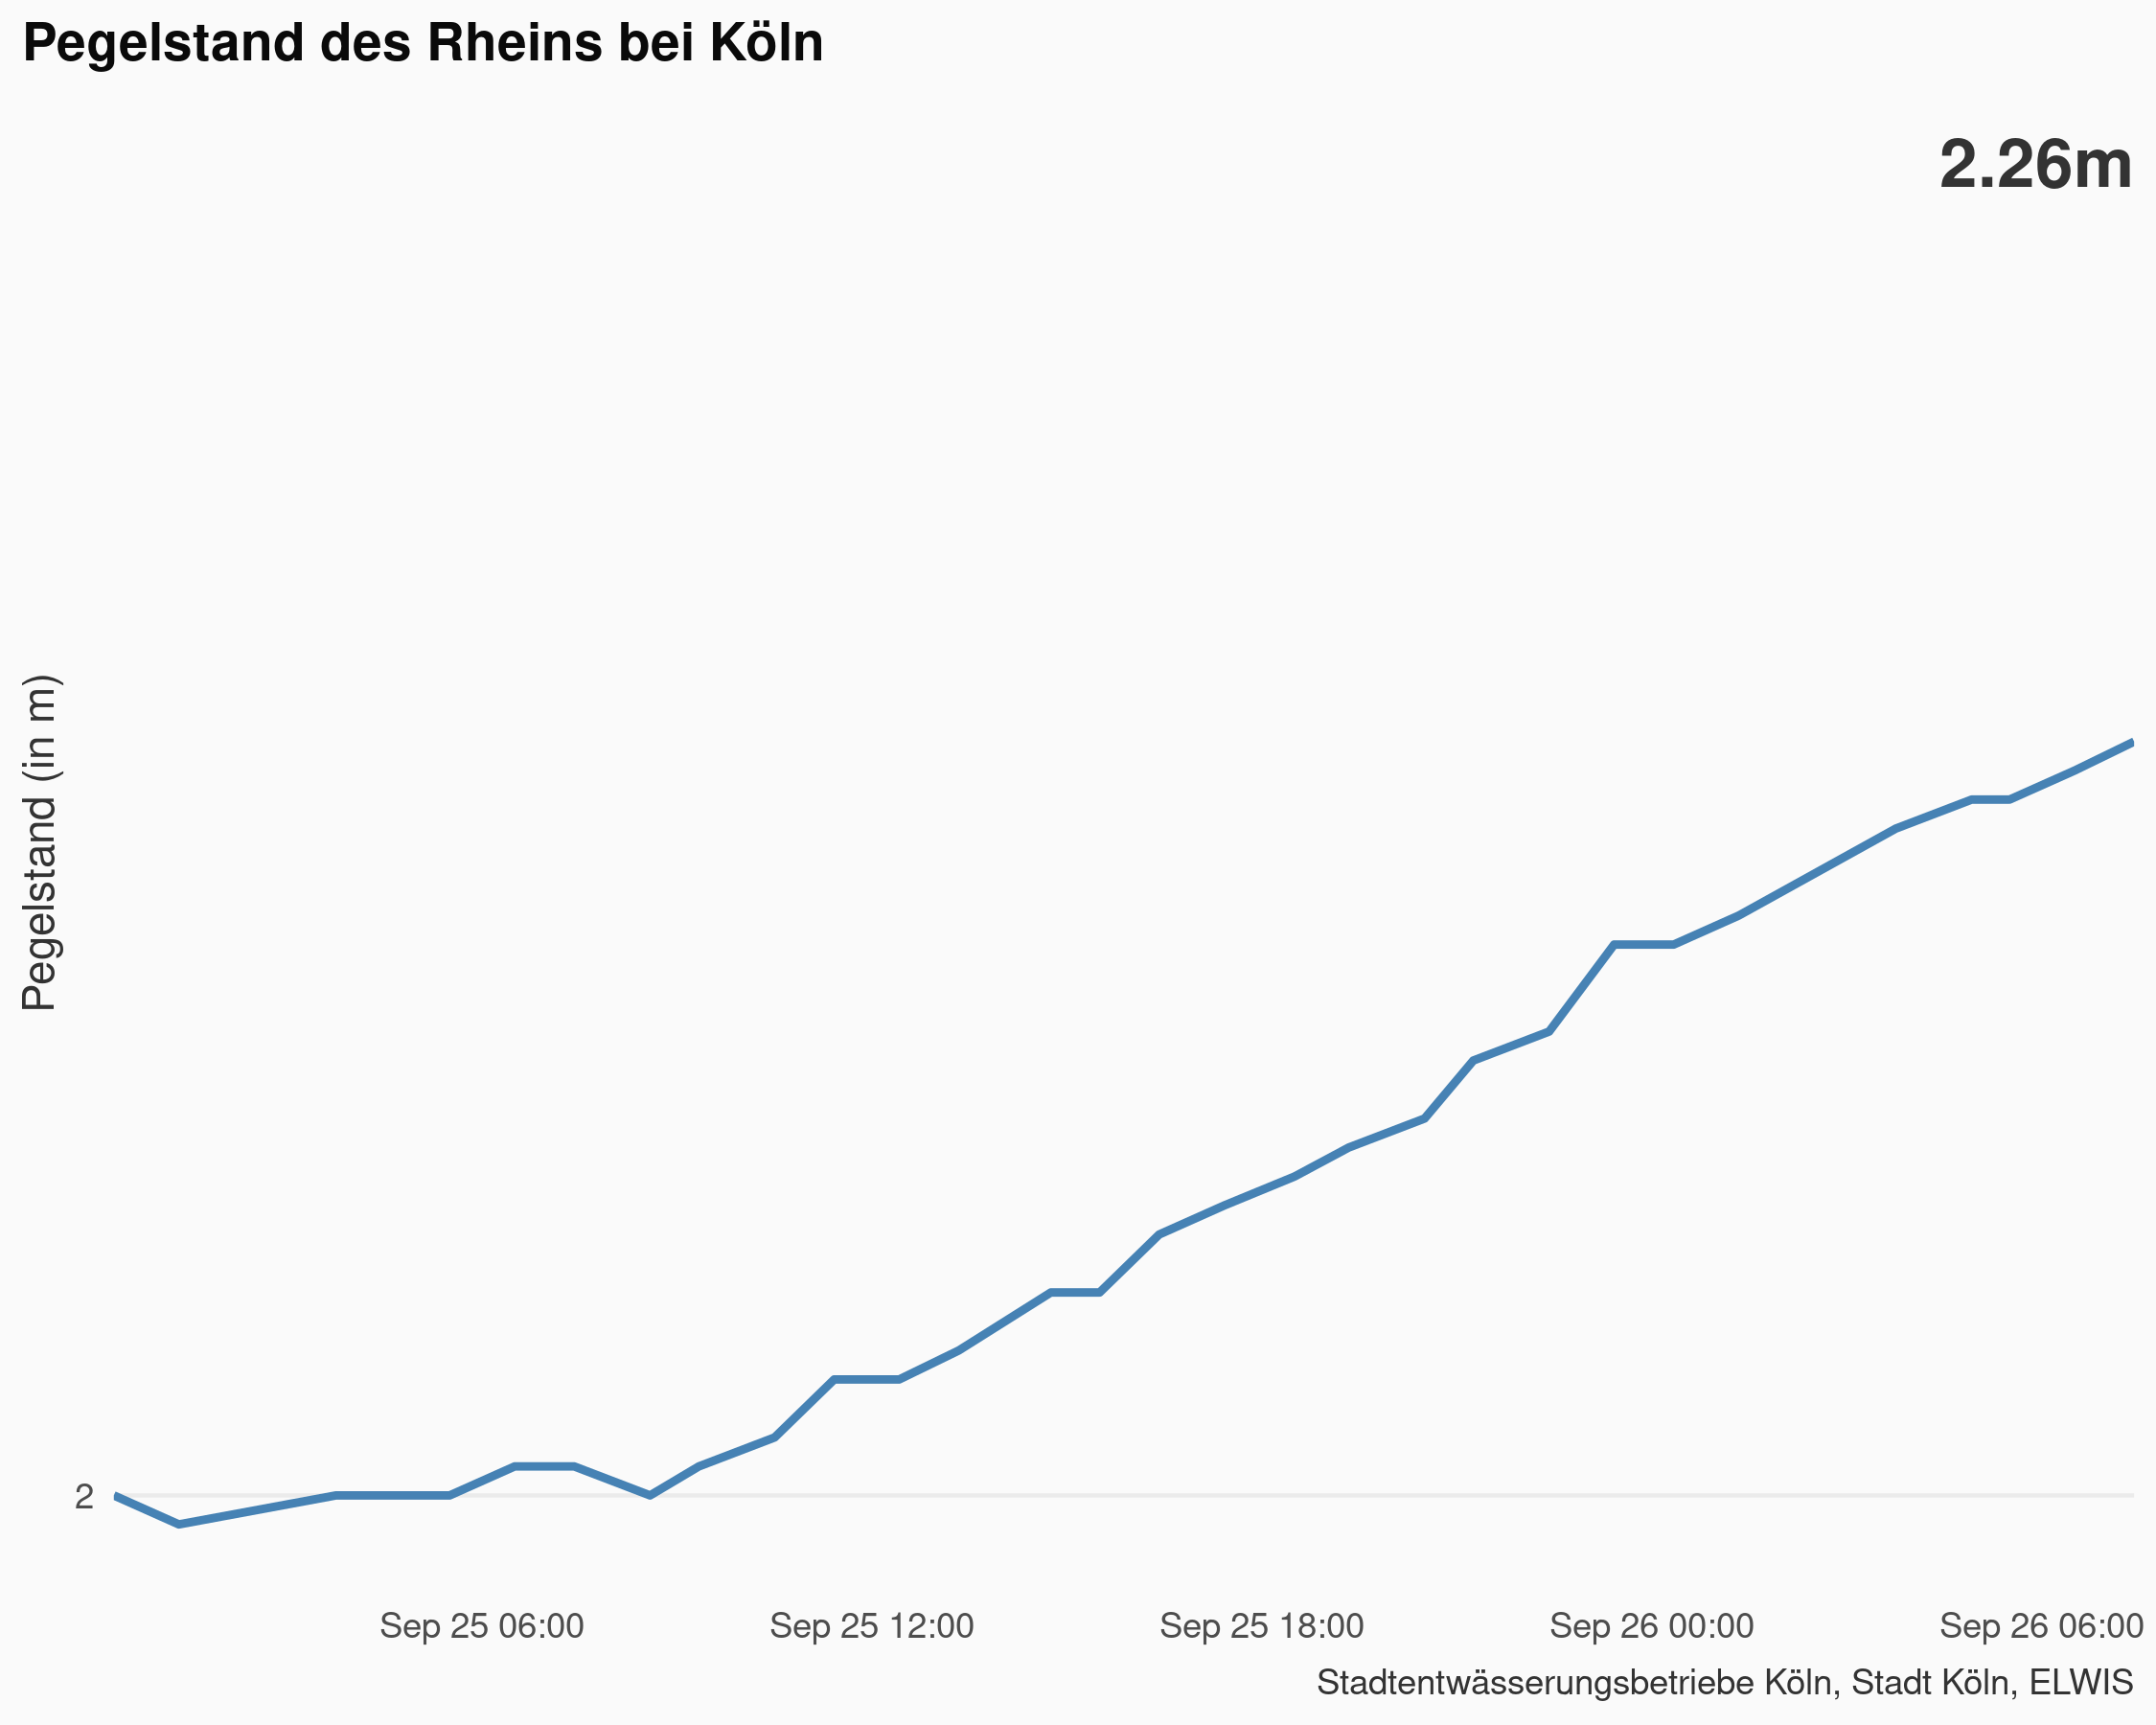 Pegelstand des Rheins bei Köln
2.26m
Pegelstand (in m)
2
Sep 25 06:00
Sep 25 12:00
Sep 25 18:00
Sep 26 00:00
Sep 26 06:00
Stadtentwässerungsbetriebe Köln, Stadt Köln, ELWIS